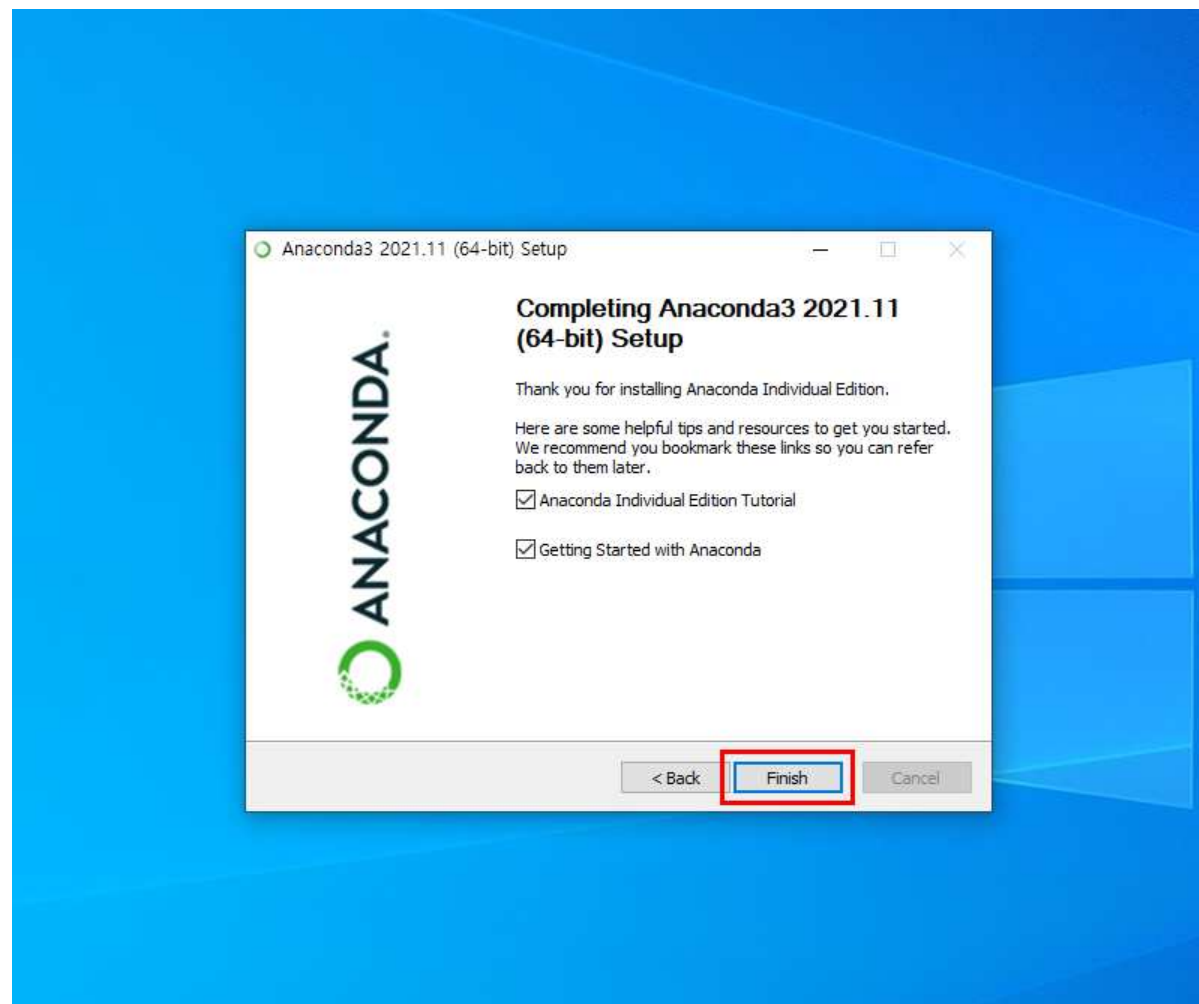 Anaconda3 2021.11 (64-bit) Setup
ANACONDA.
Completing Anaconda3 2021.11
(64-bit) Setup
Thank you for installing Anaconda Individual Edition.
Here are some helpful tips and resources to get you started.
We recommend you bookmark these links so you can refer
back to them later.
Anaconda Individual Edition Tutorial
Getting Started with Anaconda
< Back
Finish
Cancel